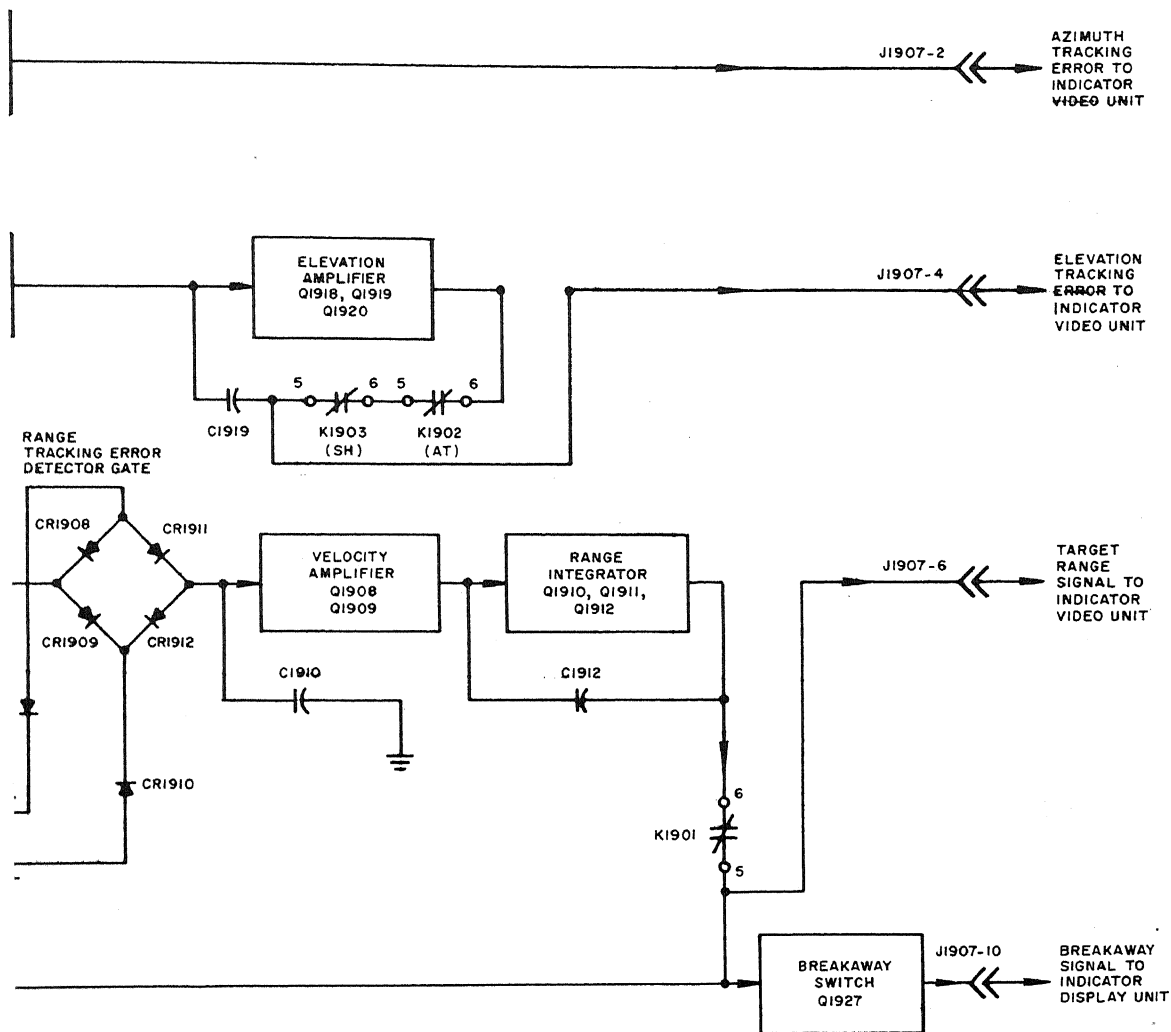 J1907-2
AZIMUTH
TRACKING
ERROR TO
INDICATOR
VIDEO UNIT
ELEVATION
AMPLIFIER
Q1918, Q1919
Q1920
J1907-4
ELEVATION
TRACKING
ERROR TO
INDICATOR
VIDEO UNIT
5
6
5
6
C1919
K1903
(SH)
K1902
(AT)
RANGE
TRACKING ERROR
DETECTOR GATE
CR1908
CR1911
CR1909
CR1912
VELOCITY
AMPLIFIER
Q1908
Q1909
RANGE
INTEGRATOR
Q1910, Q1911,
Q1912
J1907-6
TARGET
RANGE
SIGNAL TO
INDICATOR
VIDEO UNIT
C1910
C1912
CR1910
6
K1901
5
BREAKAWAY
SWITCH
Q1927
J1907-10
BREAKAWAY
SIGNAL TO
INDICATOR
DISPLAY UNIT